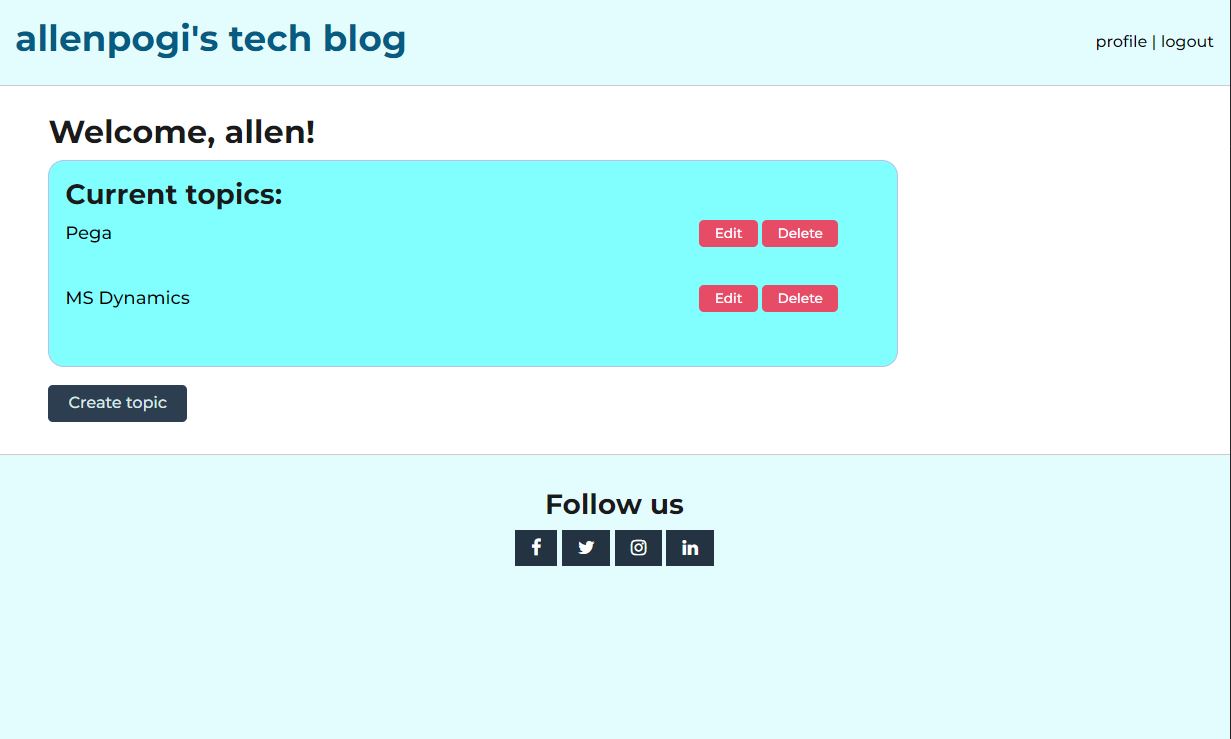 allenpogi's tech blog
profile | logout
Welcome, allen!
Current topics:
Pega
Edit Delete
MS Dynamics
Edit Delete
Create topic
Follow us